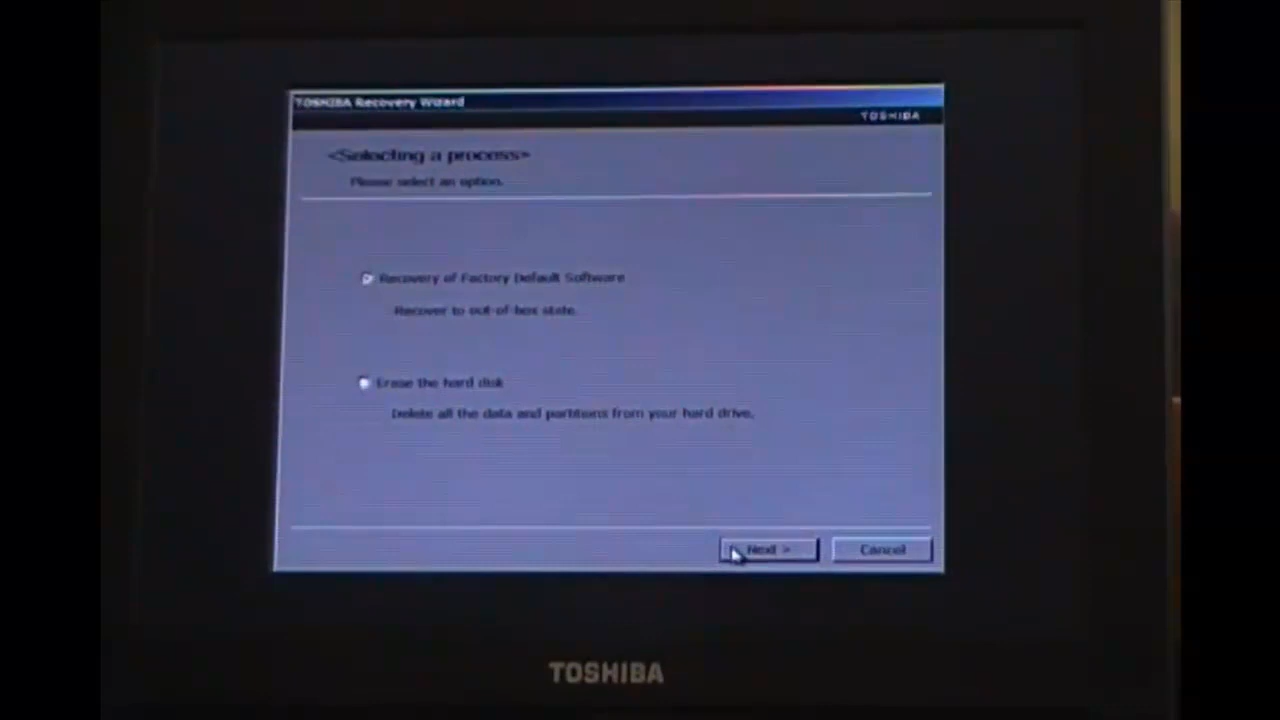 TOSHIBA Recovery Wizard
TOSHIBA
<Selecting a process>
Please select an option.
Recovery of Factory Default Software
Recover to out-of-box state.
Erase the hard disk
Delete all the data and partitions from your hard drive.
Next >
Cancel
TOSHIBA